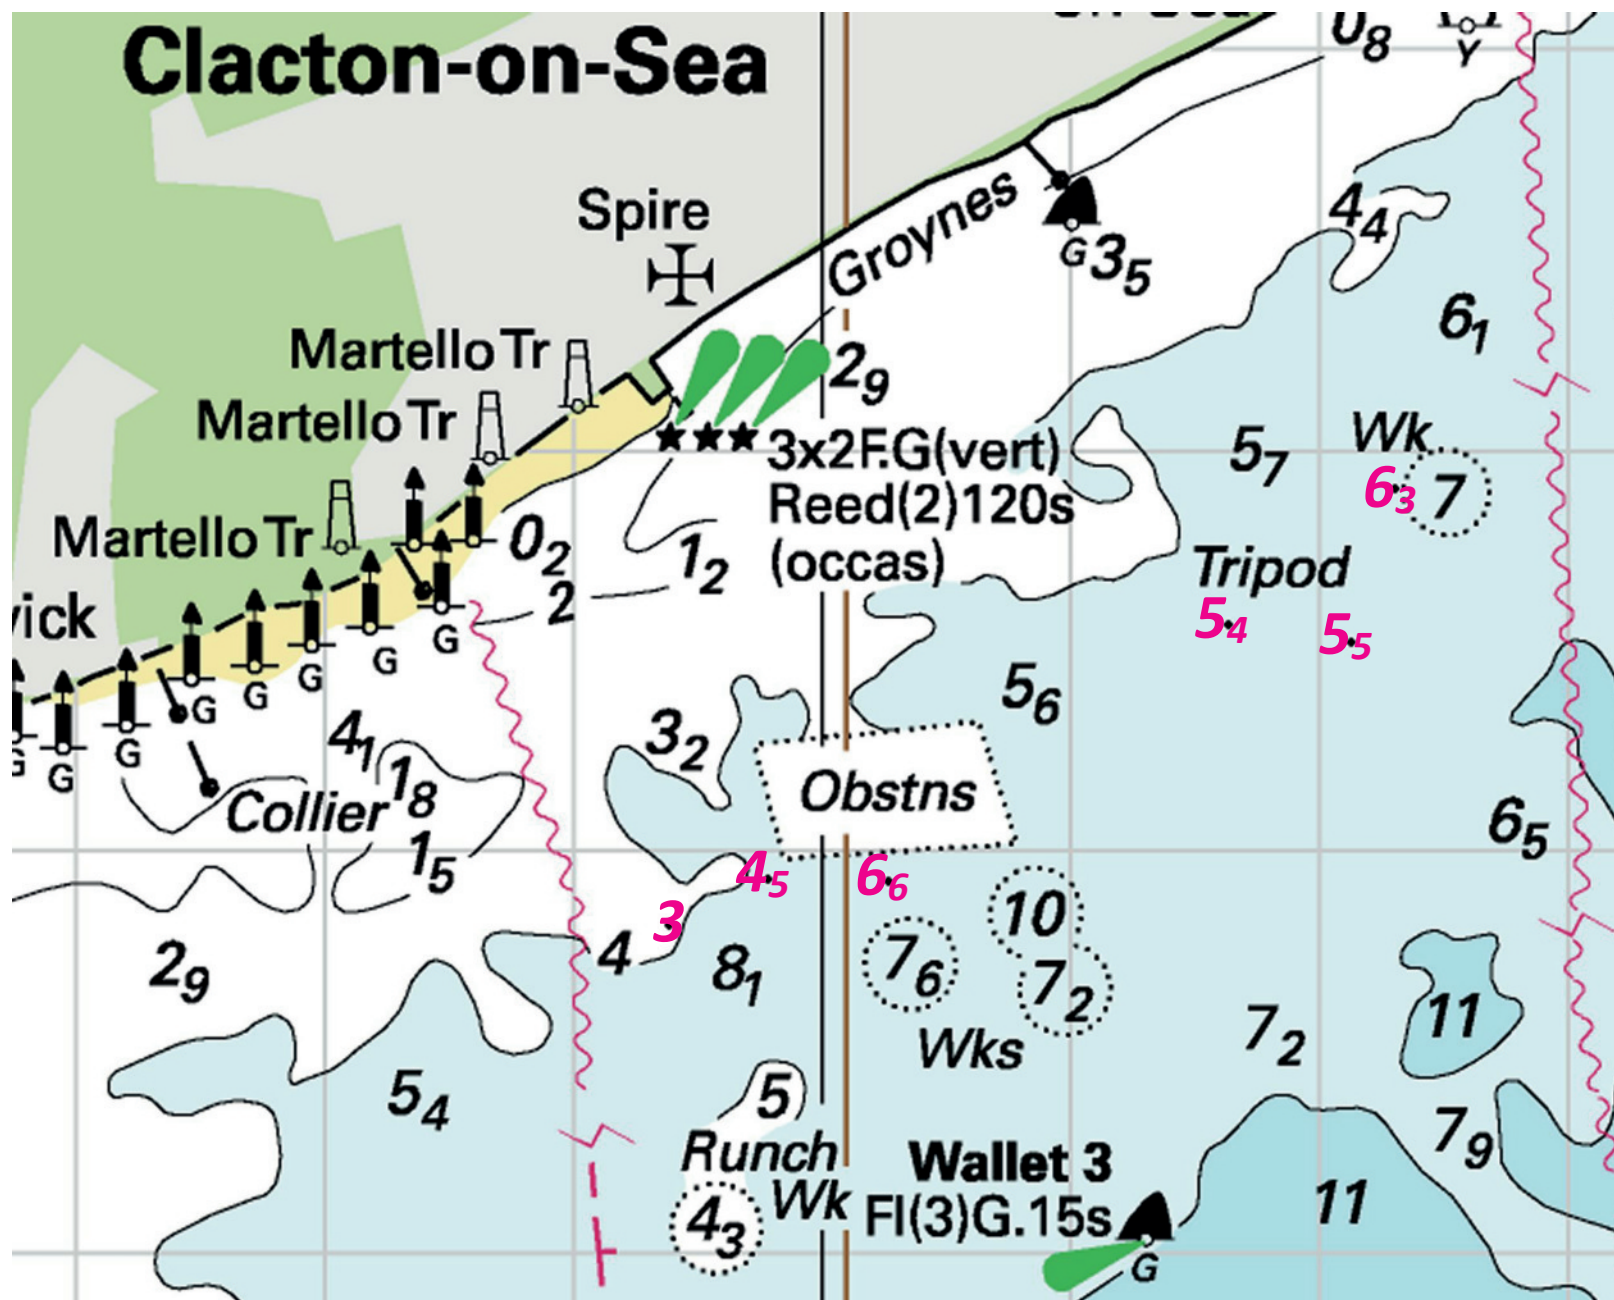 Clacton-on-Sea
0₈
Y
Spire
Groynes
4₄
G
3₅
6₁
Martello Tr
2₉
Martello Tr
Wk
5₇
3x2F.G(vert)
6₃
7
Reed(2)120s
Martello Tr
0₂
1₂
(occas)
Tripod
2
5₄
5₅
G
G
G
G
G
G
G
G
5₆
4₁
3₂
1₈
Obstns
Collier
6₅
1₅
4₅
6₆
10
3
4
2₉
8₁
7₆
7₂
11
Wks
7₂
5₄
5
7₉
Runch
Wallet 3
Wk
Fl(3)G.15s
11
4₃
G